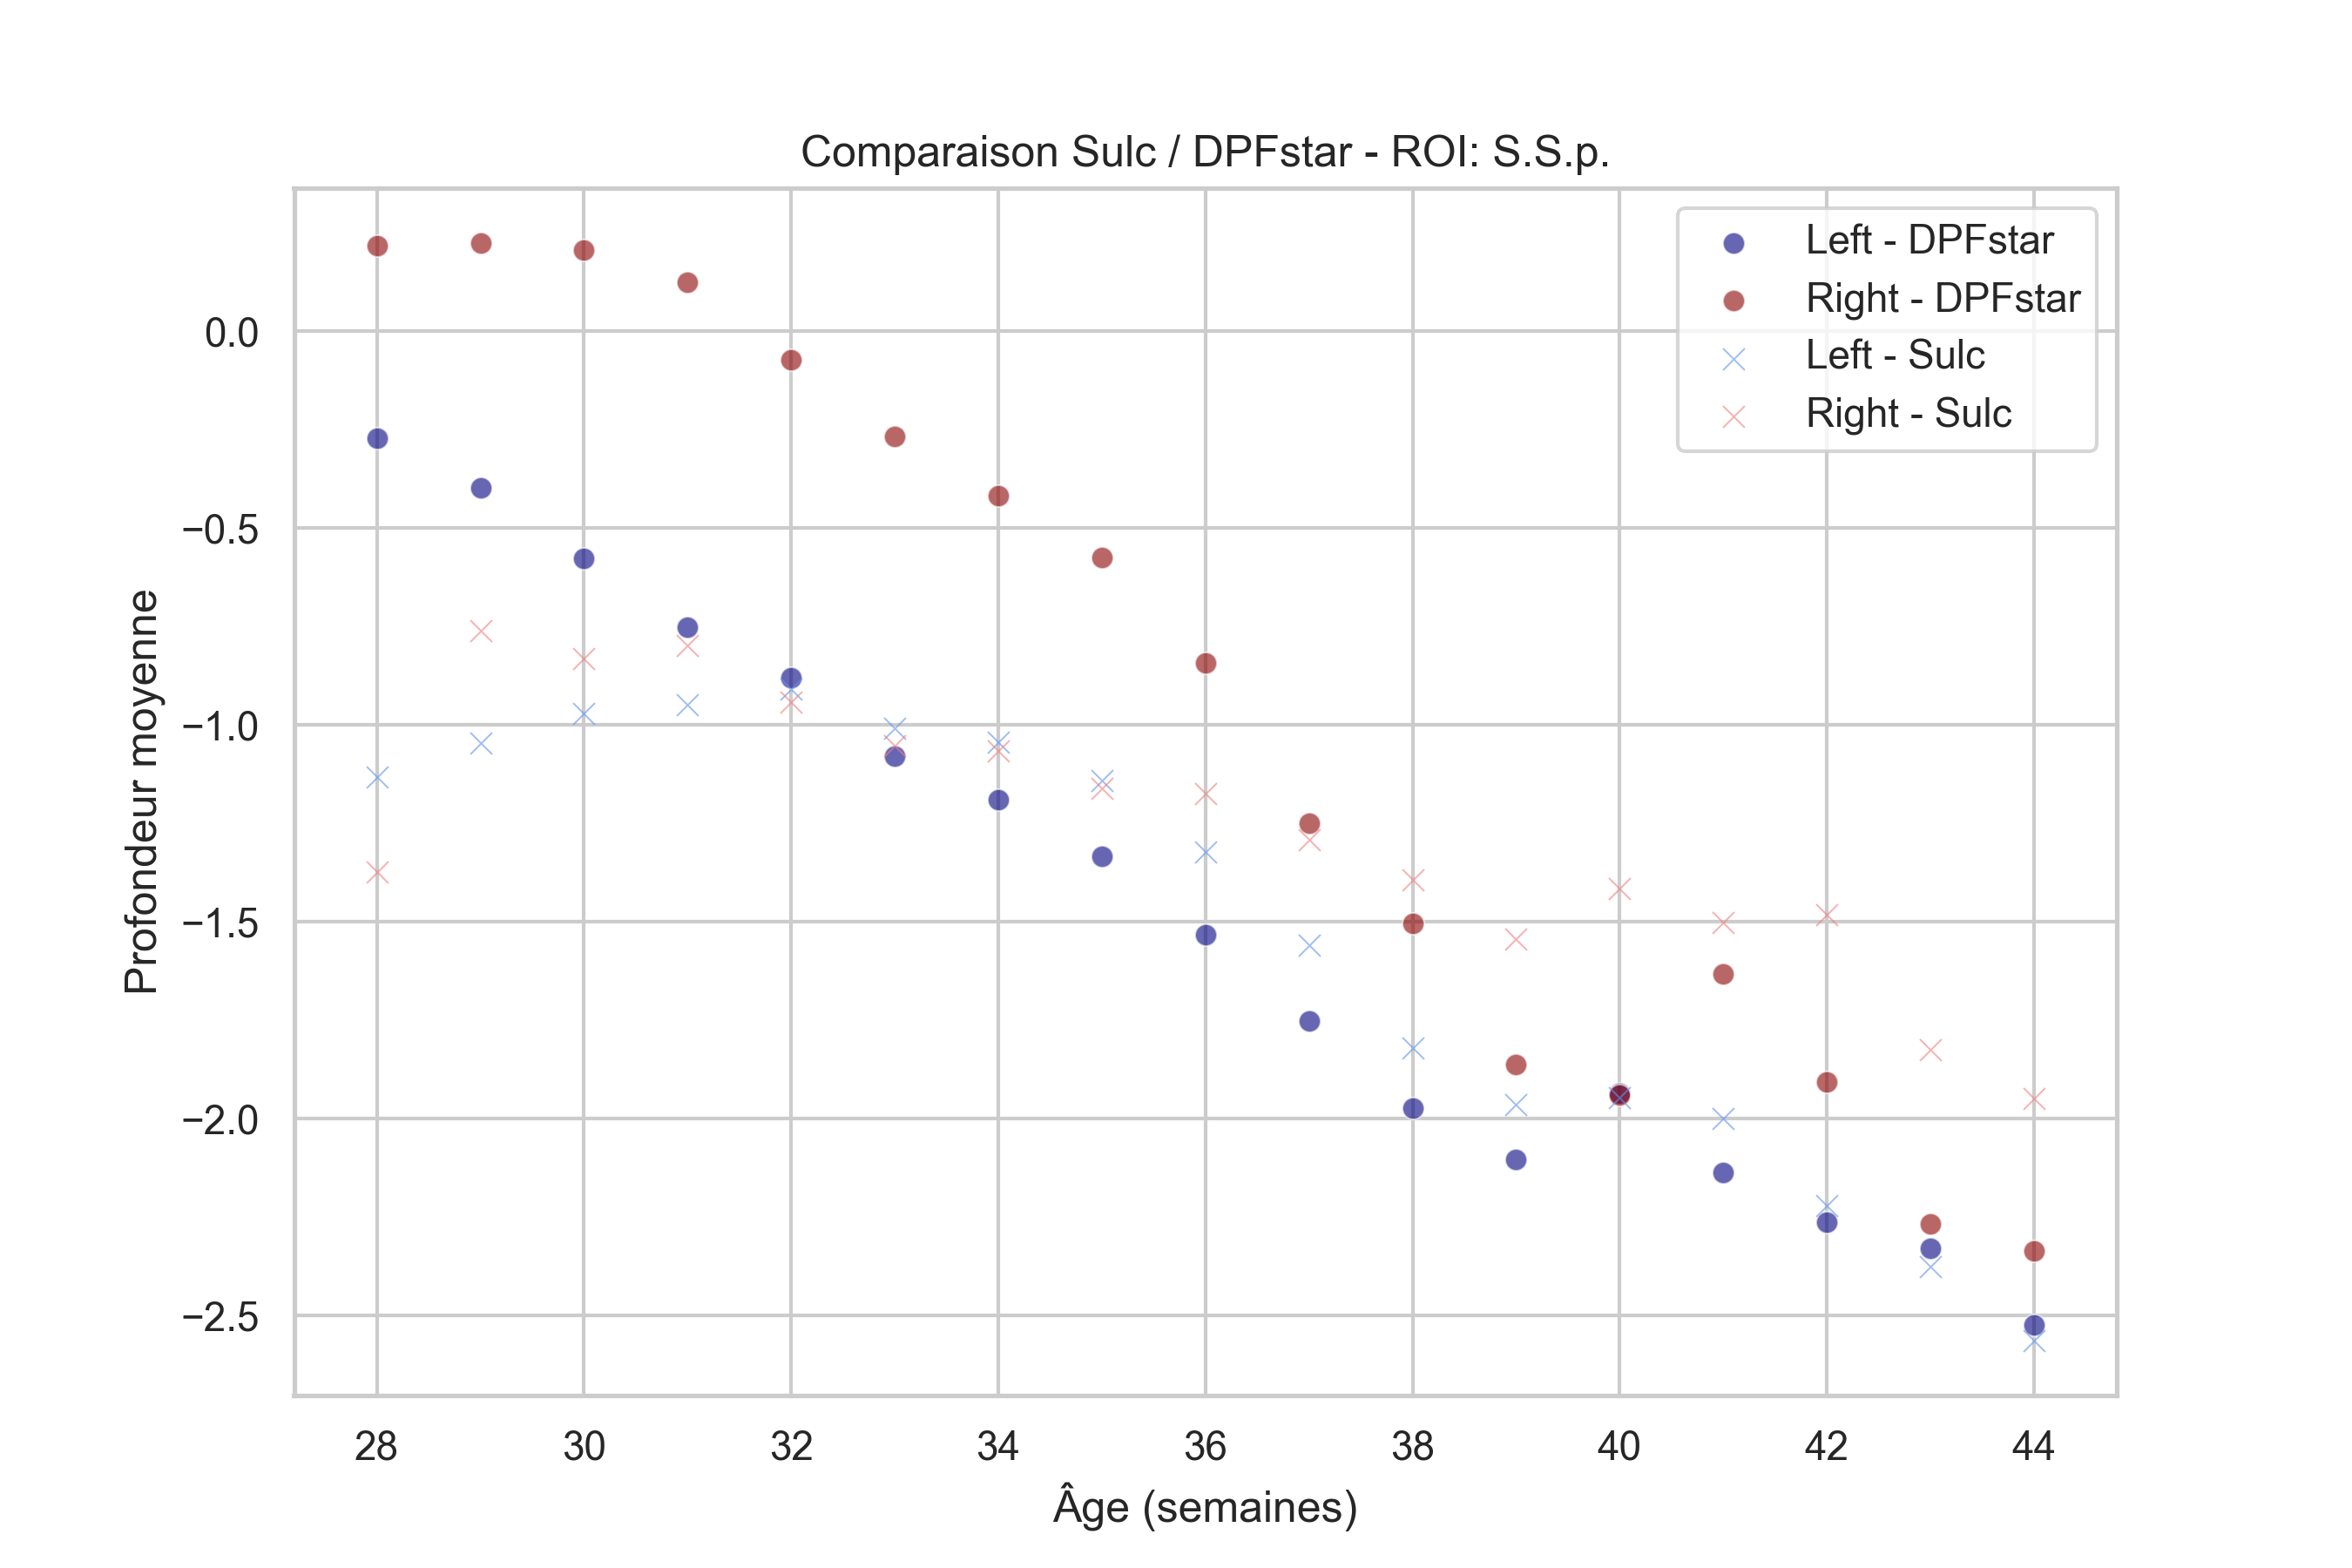 Comparaison Sulc / DPFstar - ROI: S.S.p.
Left - DPFstar
Right - DPFstar
Left - Sulc
Right - Sulc
Profondeur moyenne
0.0
−0.5
−1.0
−1.5
−2.0
−2.5
28 30 32 34 36 38 40 42 44
Âge (semaines)